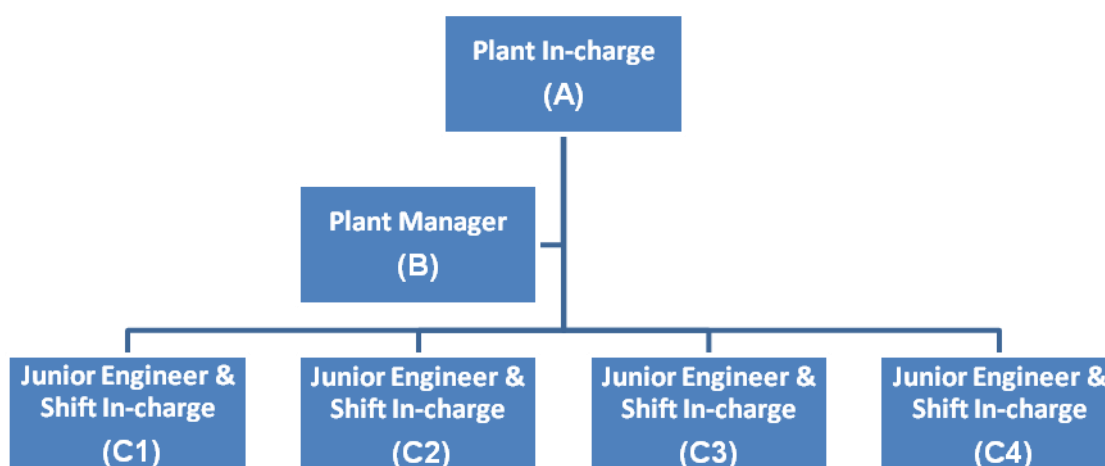 Plant In-charge
(A)
Plant Manager
(B)
Junior Engineer &
Shift In-charge
(C1)
Junior Engineer &
Shift In-charge
(C2)
Junior Engineer &
Shift In-charge
(C3)
Junior Engineer &
Shift In-charge
(C4)